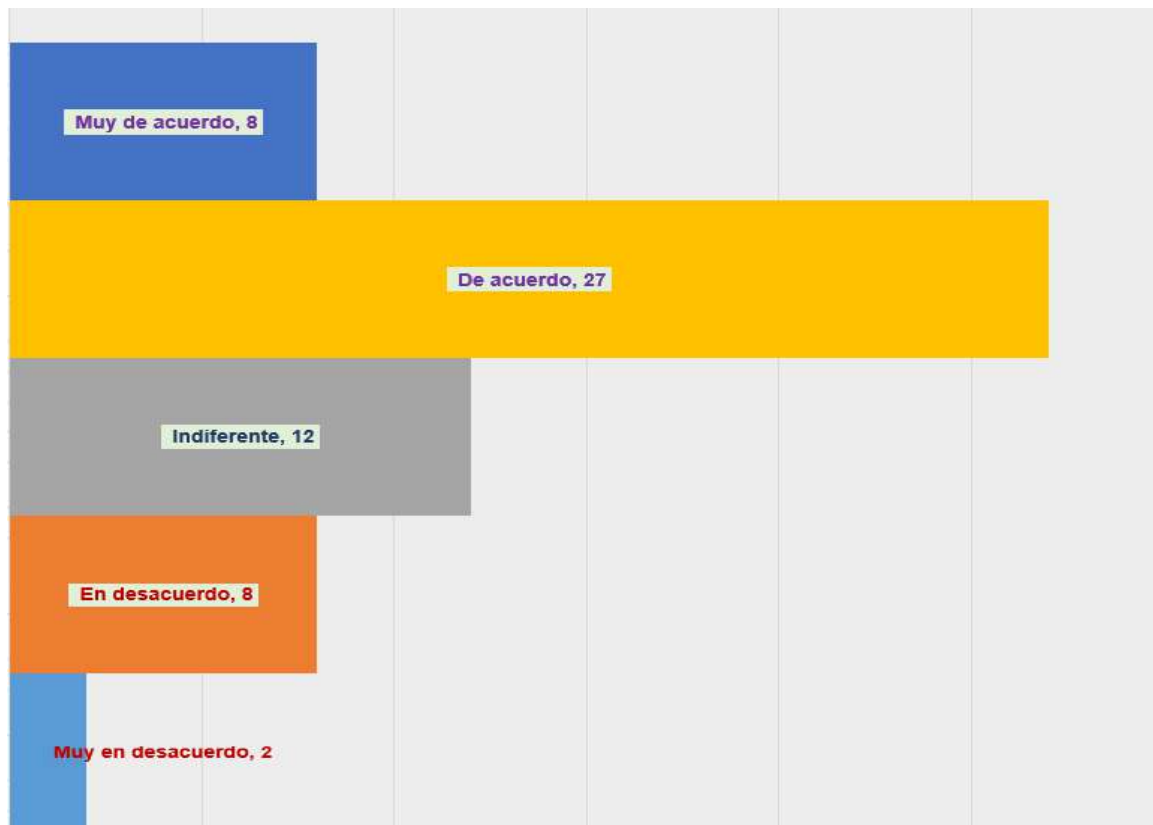 Muy de acuerdo, 8
De acuerdo, 27
Indiferente, 12
En desacuerdo, 8
Muy en desacuerdo, 2